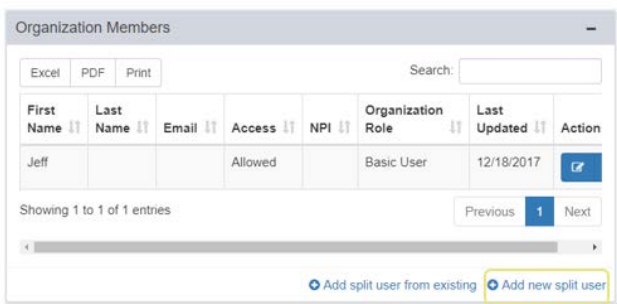 Organization Members
Excel PDF Print Search:
First Name Last Name Email Access NPI Organization Role Last Updated Action
Jeff Allowed Basic User 12/18/2017
Showing 1 to 1 of 1 entries Previous 1 Next
Add split user from existing Add new split user